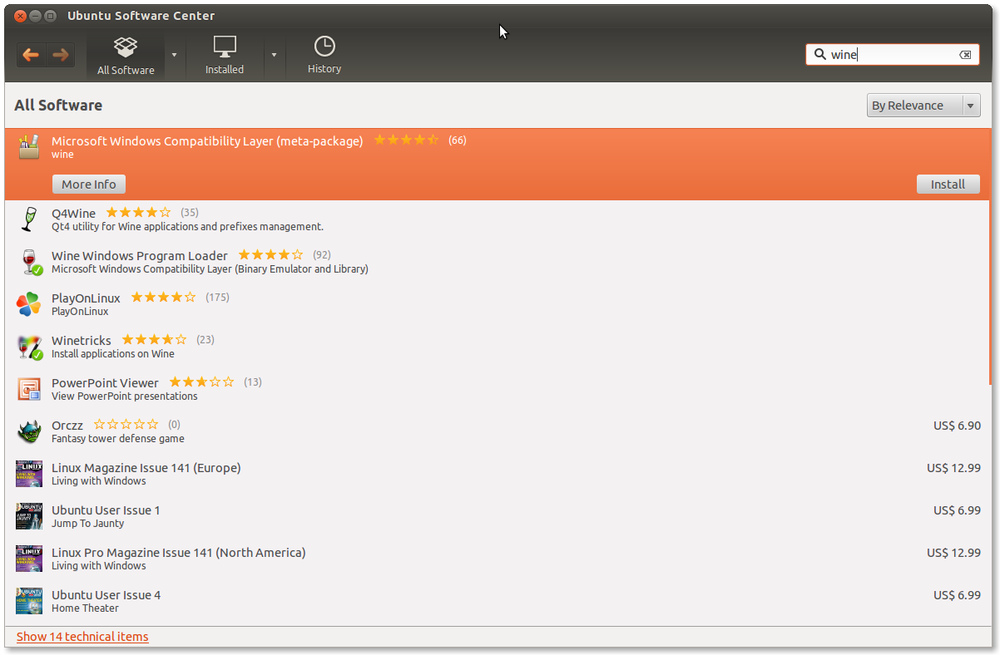 Ubuntu Software Center
All Software
Installed
History
wine
All Software
By Relevance
Microsoft Windows Compatibility Layer (meta-package) (66)
wine
More Info
Install
Q4Wine (35)
Qt4 utility for Wine applications and prefixes management.
Wine Windows Program Loader (92)
Microsoft Windows Compatibility Layer (Binary Emulator and Library)
PlayOnLinux (175)
PlayOnLinux
Winetricks (23)
Install applications on Wine
PowerPoint Viewer (13)
View PowerPoint presentations
Orczz (0) US$ 6.90
Fantasy tower defense game
Linux Magazine Issue 141 (Europe) US$ 12.99
Living with Windows
Ubuntu User Issue 1 US$ 6.99
Jump To Jaunty
Linux Pro Magazine Issue 141 (North America) US$ 12.99
Living with Windows
Ubuntu User Issue 4 US$ 6.99
Home Theater
Show 14 technical items